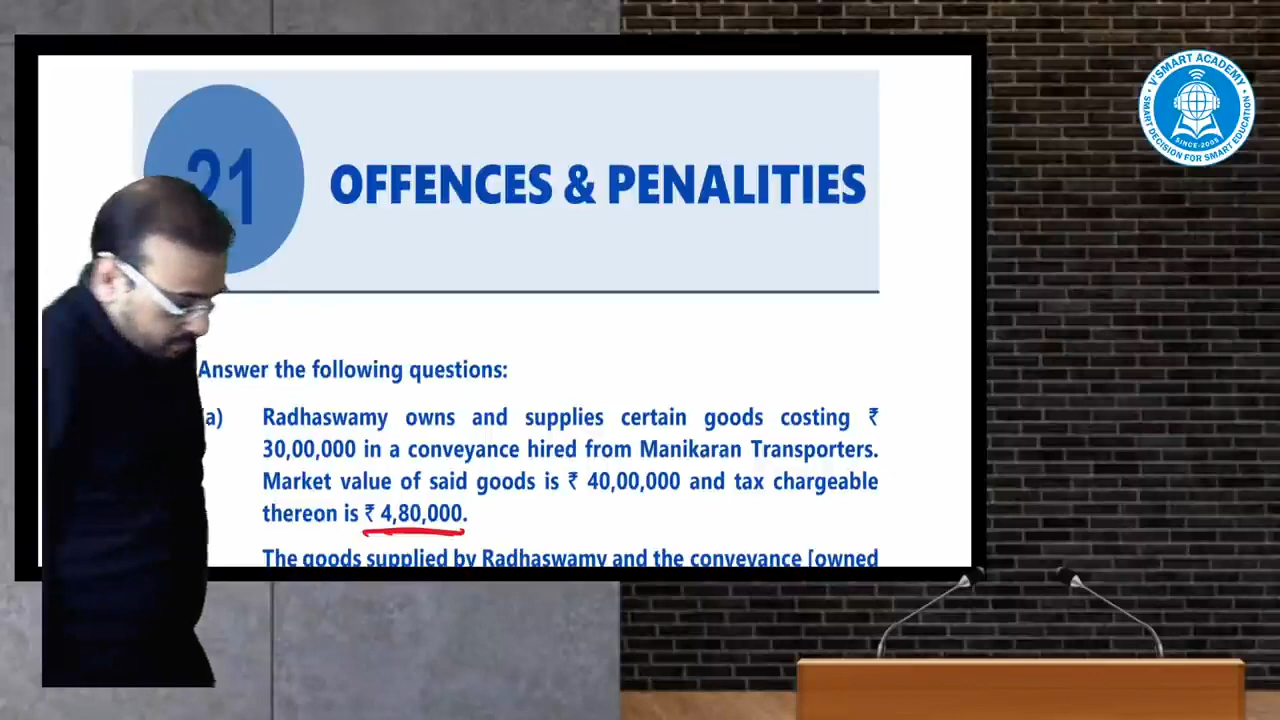 21
OFFENCES & PENALITIES
Answer the following questions:
a) Radhaswamy owns and supplies certain goods costing ₹
30,00,000 in a conveyance hired from Manikaran Transporters.
Market value of said goods is ₹ 40,00,000 and tax chargeable
thereon is ₹ 4,80,000.
The goods supplied by Radhaswamy and the conveyance [owned
V'SMART ACADEMY
SMART DECISION FOR SMART EDUCATION
SINCE-2005